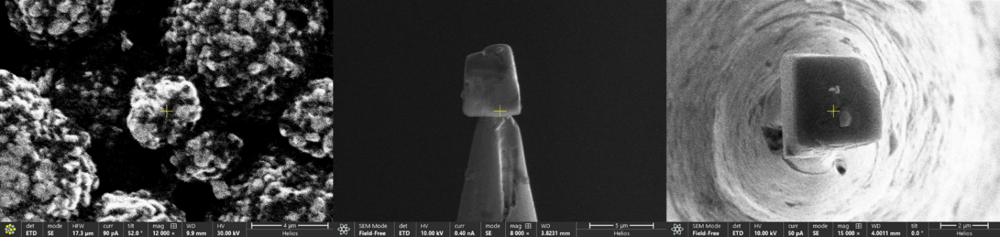 det mode HFW curr tilt mag WD HV 4 µm
ETD SE 17.3 µm 90 pA 52.0 ° 12 000 × 9.9 mm 30.00 kV Helios
SEM Mode det HV curr mode mag WD 5 µm
Field-Free ETD 10.00 kV 0.40 nA SE 8 000 × 3.8231 mm Helios
SEM Mode det HV curr mode mag WD tilt 2 µm
Field-Free ETD 10.00 kV 50 pA SE 15 000 × 4.0011 mm 0.0 ° Helios